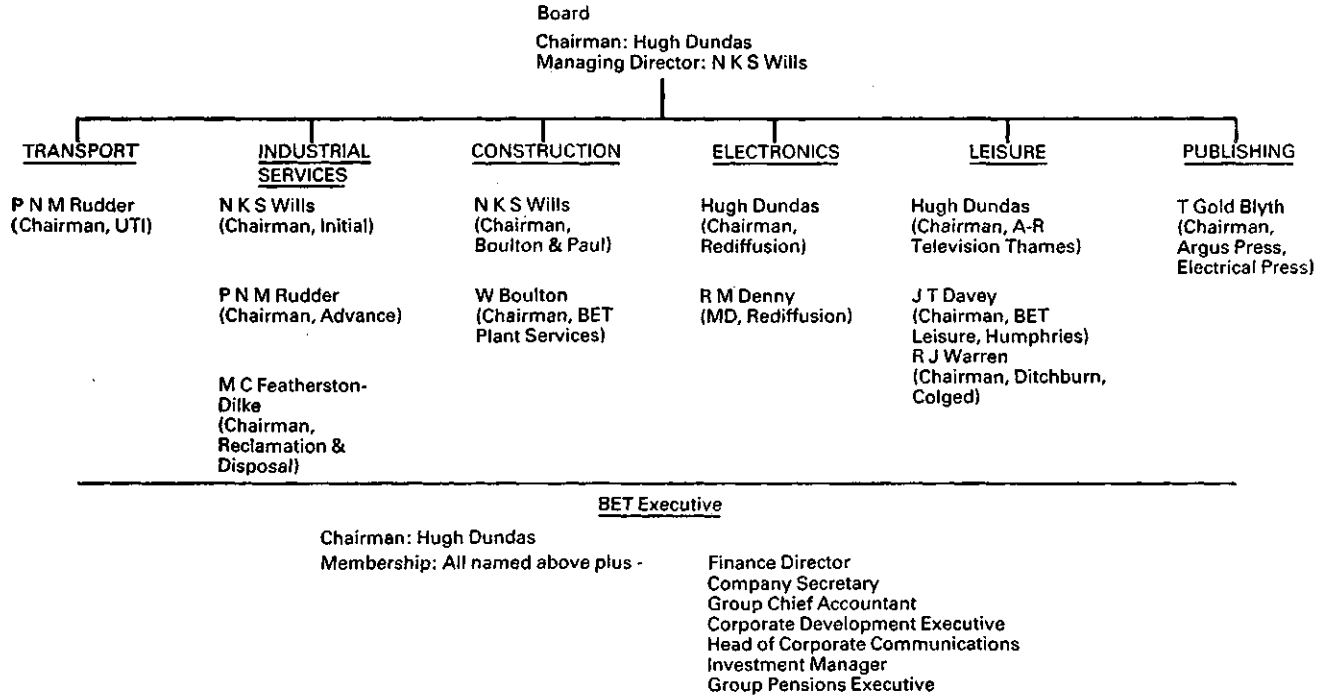 Board
Chairman: Hugh Dundas
Managing Director: N K S Wills
TRANSPORT
P N M Rudder
(Chairman, UTI)
INDUSTRIAL
SERVICES
N K S Wills
(Chairman, Initial)
P N M Rudder
(Chairman, Advance)
M C Featherston-
Dilke
(Chairman,
Reclamation &
Disposal)
CONSTRUCTION
N K S Wills
(Chairman,
Boulton & Paul)
W Boulton
(Chairman, BET
Plant Services)
ELECTRONICS
Hugh Dundas
(Chairman,
Rediffusion)
R M Denny
(MD, Rediffusion)
LEISURE
Hugh Dundas
(Chairman, A-R
Television Thames)
J T Davey
(Chairman, BET
Leisure, Humphries)
R J Warren
(Chairman, Ditchburn,
Colged)
PUBLISHING
T Gold Blyth
(Chairman,
Argus Press,
Electrical Press)
BET Executive
Chairman: Hugh Dundas
Membership: All named above plus -
Finance Director
Company Secretary
Group Chief Accountant
Corporate Development Executive
Head of Corporate Communications
Investment Manager
Group Pensions Executive